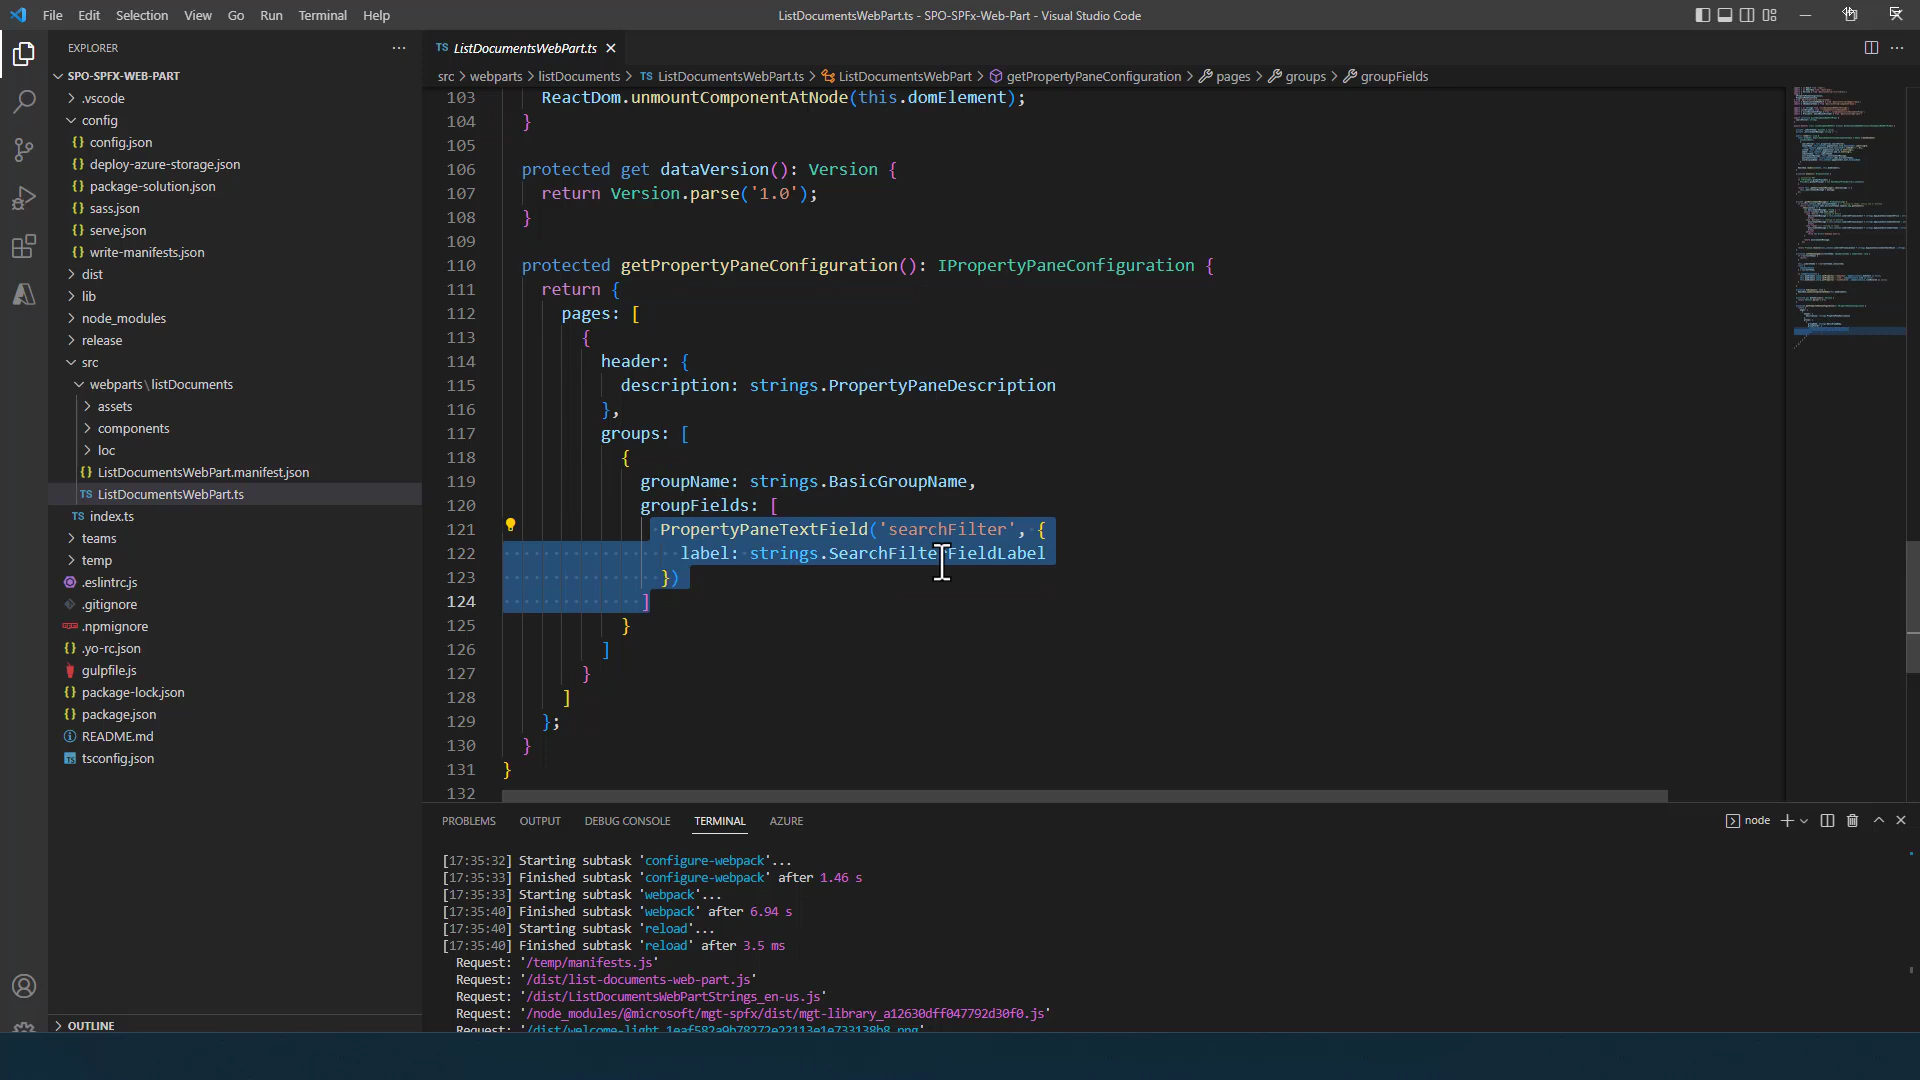 File Edit Selection View Go Run Terminal Help
ListDocumentsWebPart.ts - SPO-SPFx-Web-Part - Visual Studio Code
EXPLORER
SPO-SPFX-WEB-PART
.vscode
config
{} config.json
{} deploy-azure-storage.json
{} package-solution.json
{} sass.json
{} serve.json
{} write-manifests.json
dist
lib
node_modules
release
src
webparts\listDocuments
assets
components
loc
{} ListDocumentsWebPart.manifest.json
TS ListDocumentsWebPart.ts
TS index.ts
teams
temp
.eslintrc.js
.gitignore
.npmignore
{} .yo-rc.json
gulpfile.js
{} package-lock.json
{} package.json
README.md
tsconfig.json
OUTLINE
TS ListDocumentsWebPart.ts
src > webparts > listDocuments > TS ListDocumentsWebPart.ts > ListDocumentsWebPart > getPropertyPaneConfiguration > pages > groups > groupFields
103 ReactDom.unmountComponentAtNode(this.domElement);
104 }
105
106 protected get dataVersion(): Version {
107 return Version.parse('1.0');
108 }
109
110 protected getPropertyPaneConfiguration(): IPropertyPaneConfiguration {
111 return {
112 pages: [
113 {
114 header: {
115 description: strings.PropertyPaneDescription
116 },
117 groups: [
118 {
119 groupName: strings.BasicGroupName,
120 groupFields: [
121 PropertyPaneTextField('searchFilter', {
122 label: strings.SearchFilterFieldLabel
123 })
124 ]
125 }
126 ]
127 }
128 ]
129 };
130 }
131 }
132
PROBLEMS OUTPUT DEBUG CONSOLE TERMINAL AZURE
node
[17:35:32] Starting subtask 'configure-webpack'...
[17:35:33] Finished subtask 'configure-webpack' after 1.46 s
[17:35:33] Starting subtask 'webpack'...
[17:35:40] Finished subtask 'webpack' after 6.94 s
[17:35:40] Starting subtask 'reload'...
[17:35:40] Finished subtask 'reload' after 3.5 ms
Request: '/temp/manifests.js'
Request: '/dist/list-documents-web-part.js'
Request: '/dist/ListDocumentsWebPartStrings_en-us.js'
Request: '/node_modules/@microsoft/mgt-spfx/dist/mgt-library_a12630dff047792d30f0.js'
Request: